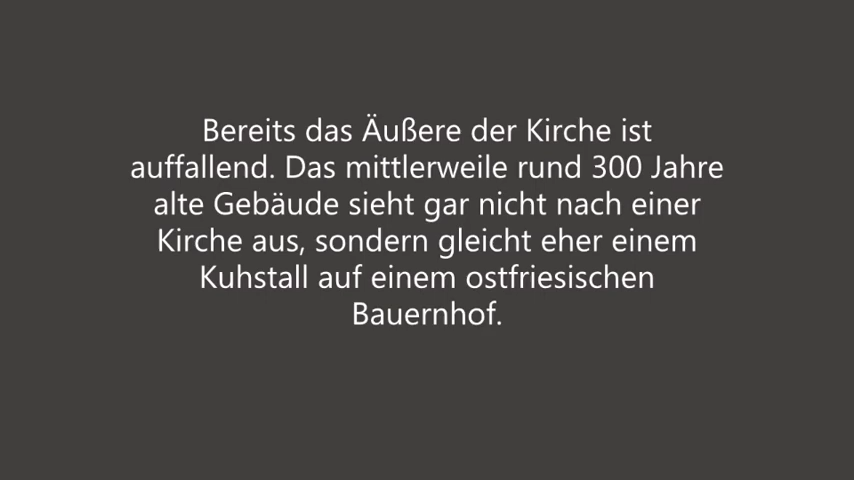 Bereits das Äußere der Kirche ist
auffallend. Das mittlerweile rund 300 Jahre
alte Gebäude sieht gar nicht nach einer
Kirche aus, sondern gleicht eher einem
Kuhstall auf einem ostfriesischen
Bauernhof.